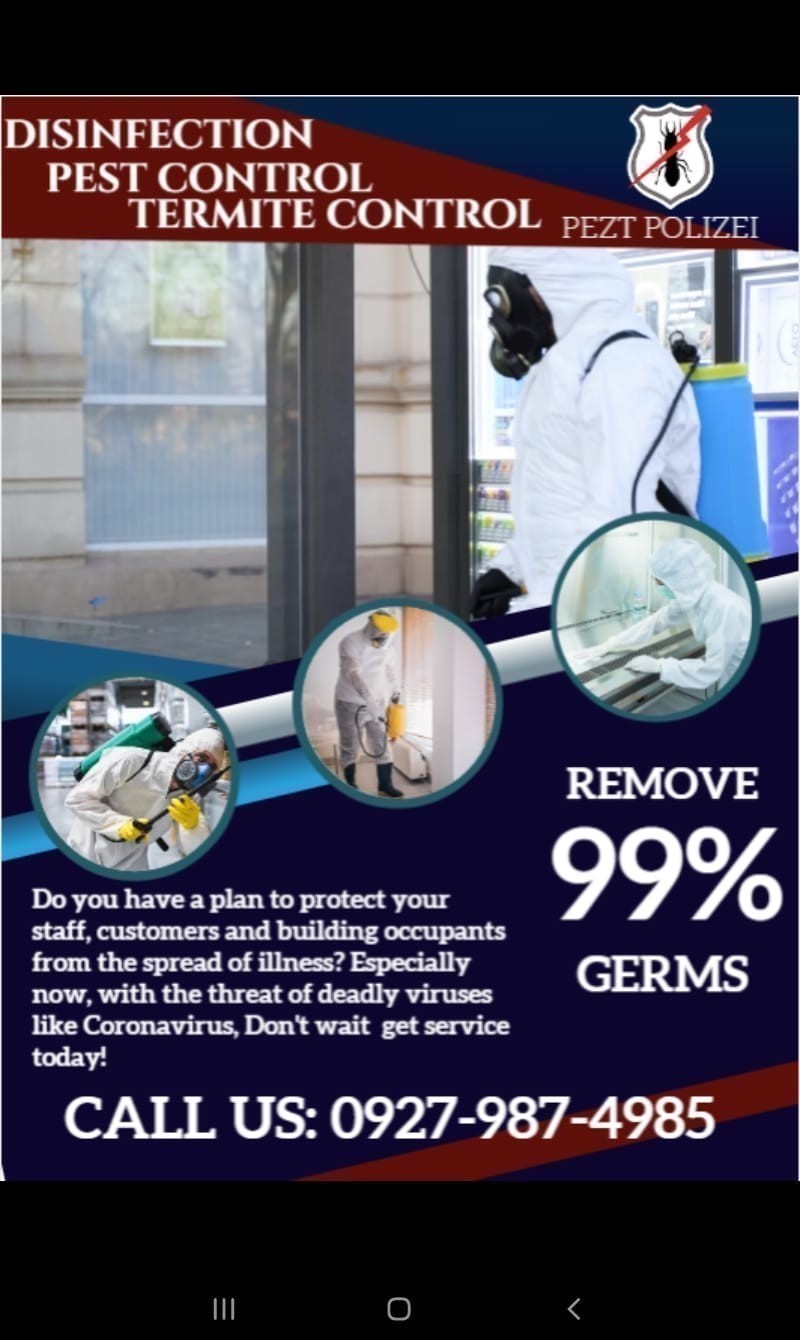 DISINFECTION
PEST CONTROL
TERMITE CONTROL
PEZT POLIZEI
REMOVE
99%
GERMS
Do you have a plan to protect your
staff, customers and building occupants
from the spread of illness? Especially
now, with the threat of deadly viruses
like Coronavirus, Don't wait  get service
today!
CALL US: 0927-987-4985